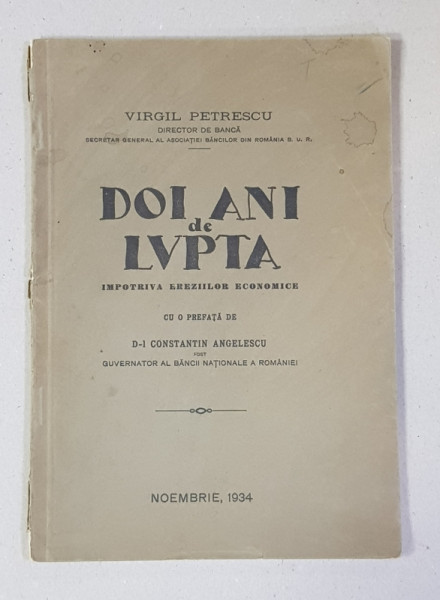 VIRGIL PETRESCU
DIRECTOR DE BANCĂ
SECRETAR GENERAL AL ASOCIAȚIEI BĂNCILOR DIN ROMÂNIA S. U. R.
DOI ANI
de
LVPTA
IMPOTRIVA EREZIILOR ECONOMICE
CU O PREFAȚĂ DE
D-l CONSTANTIN ANGELESCU
FOST
GUVERNATOR AL BĂNCII NAȚIONALE A ROMÂNIEI
NOEMBRIE, 1934